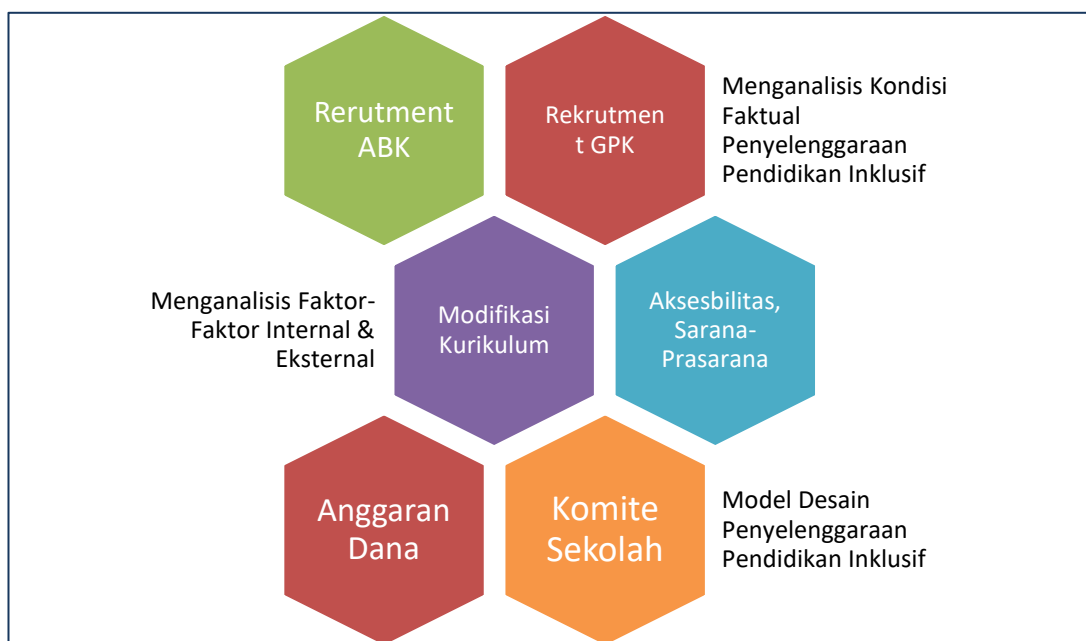 Rerutment
ABK
Rekrutmen
t GPK
Menganalisis Kondisi
Faktual
Penyelenggaraan
Pendidikan Inklusif
Menganalisis Faktor-
Faktor Internal &
Eksternal
Modifikasi
Kurikulum
Aksesbilitas,
Sarana-
Prasarana
Anggaran
Dana
Komite
Sekolah
Model Desain
Penyelenggaraan
Pendidikan Inklusif